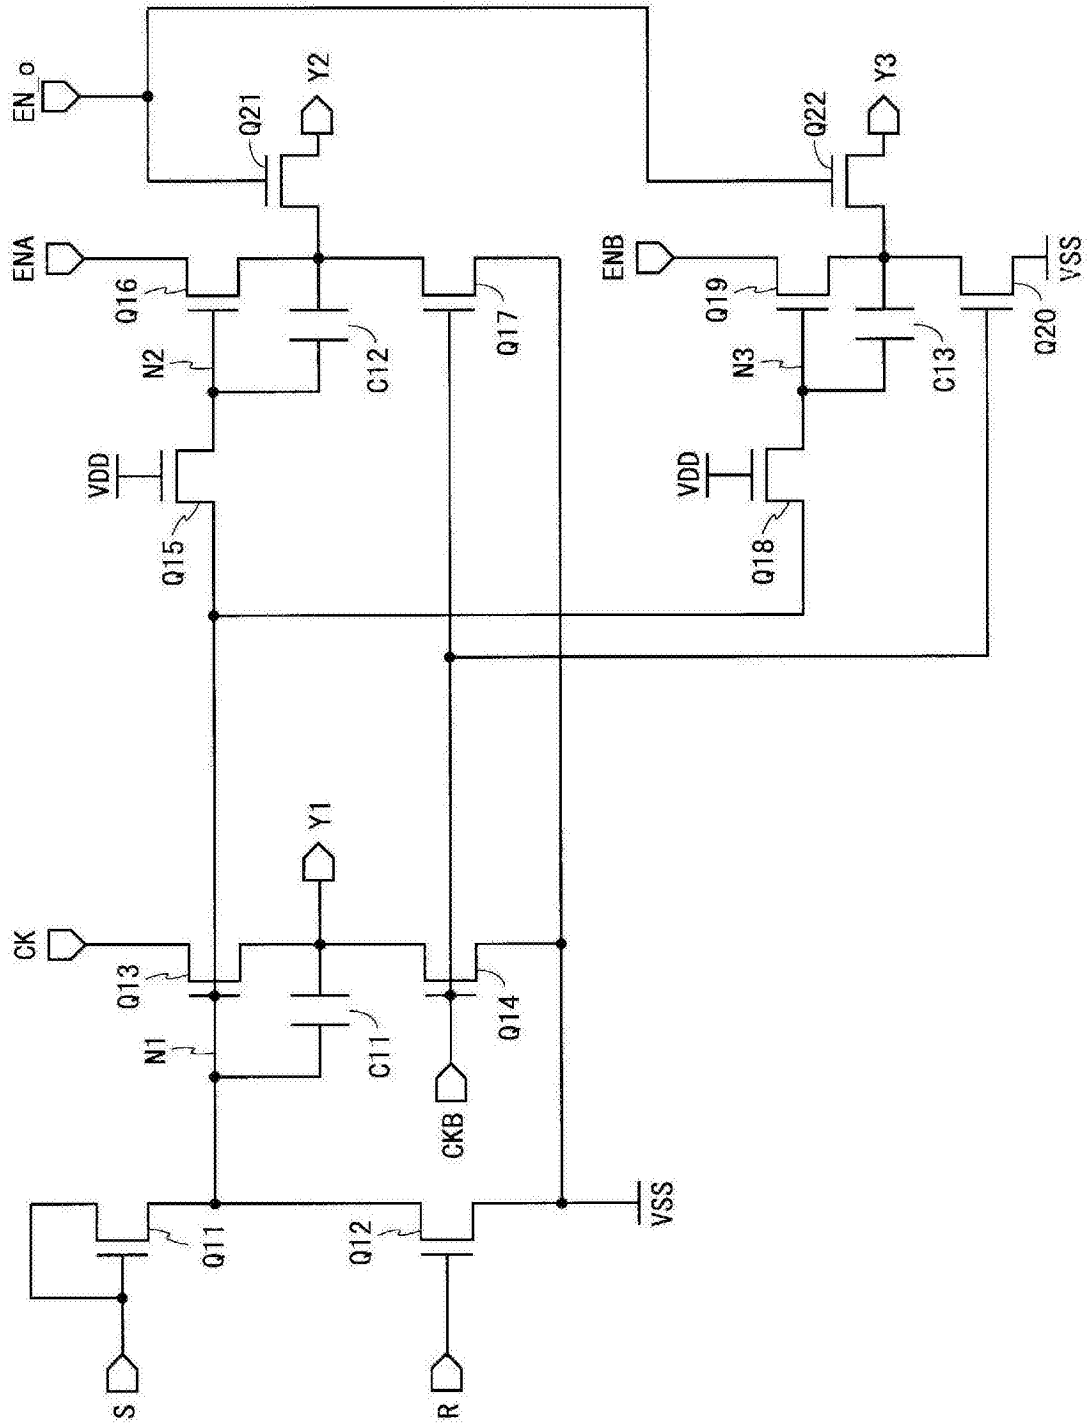 S
R
Q11
Q12
VSS
N1
C11
CKB
CK
Q13
Q14
Y1
Q15
VDD
N2
Q16
C12
Q17
ENA
EN_o
Q21
Y2
Q18
VDD
N3
Q19
C13
Q20
ENB
VSS
Q22
Y3